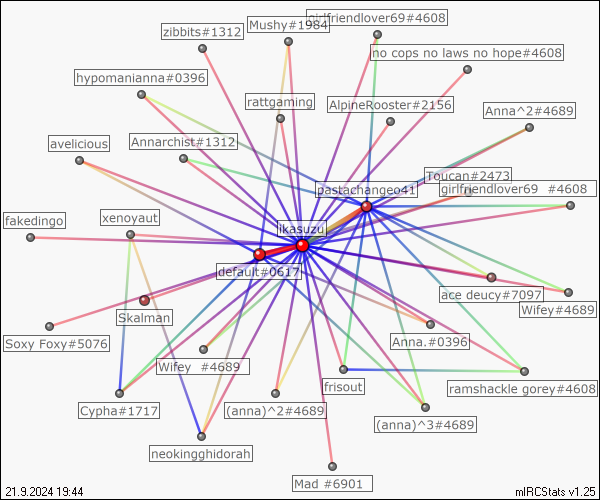 girlfriendlover69#4608
Mushy#1984
zibbits#1312
no cops no laws no hope#4608
hypomanianna#0396
rattgaming
AlpineRooster#2156
Anna^2#4689
avelicious
Annarchist#1312
Toucan#2473
pastachangeo41
girlfriendlover69 #4608
fakedingo
xenoyaut
ikasuzu
default#0617
ace deucy#7097
Wifey#4689
Skalman
Soxy Foxy#5076
Anna.#0396
Wifey #4689
frisout
ramshackle gorey#4608
Cypha#1717
(anna)^2#4689
(anna)^3#4689
neokingghidorah
Mad #6901
21.9.2024 19:44
mIRCStats v1.25